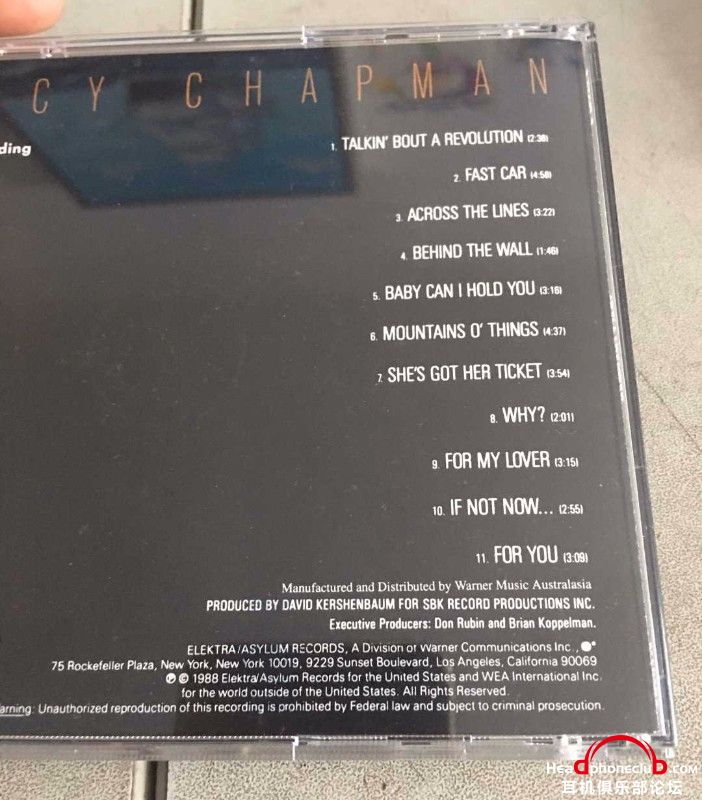 CY CHAPMAN
ding
1. TALKIN' BOUT A REVOLUTION (2:38)
2. FAST CAR (4:58)
3. ACROSS THE LINES (3:22)
4. BEHIND THE WALL (1:46)
5. BABY CAN I HOLD YOU (3:16)
6. MOUNTAINS O' THINGS (4:37)
7. SHE'S GOT HER TICKET (3:54)
8. WHY? (2:01)
9. FOR MY LOVER (3:15)
10. IF NOT NOW... (2:55)
11. FOR YOU (3:09)
Manufactured and Distributed by Warner Music Australasia
PRODUCED BY DAVID KERSHENBAUM FOR SBK RECORD PRODUCTIONS INC.
Executive Producers: Don Rubin and Brian Koppelman.
ELEKTRA/ASYLUM RECORDS, A Division of Warner Communications Inc.,
75 Rockefeller Plaza, New York, New York 10019, 9229 Sunset Boulevard, Los Angeles, California 90069
℗ © 1988 Elektra/Asylum Records for the United States and WEA International Inc.
for the world outside of the United States. All Rights Reserved.
arning: Unauthorized reproduction of this recording is prohibited by Federal law and subject to criminal prosecution.
Headphoneclub.com
耳机俱乐部论坛